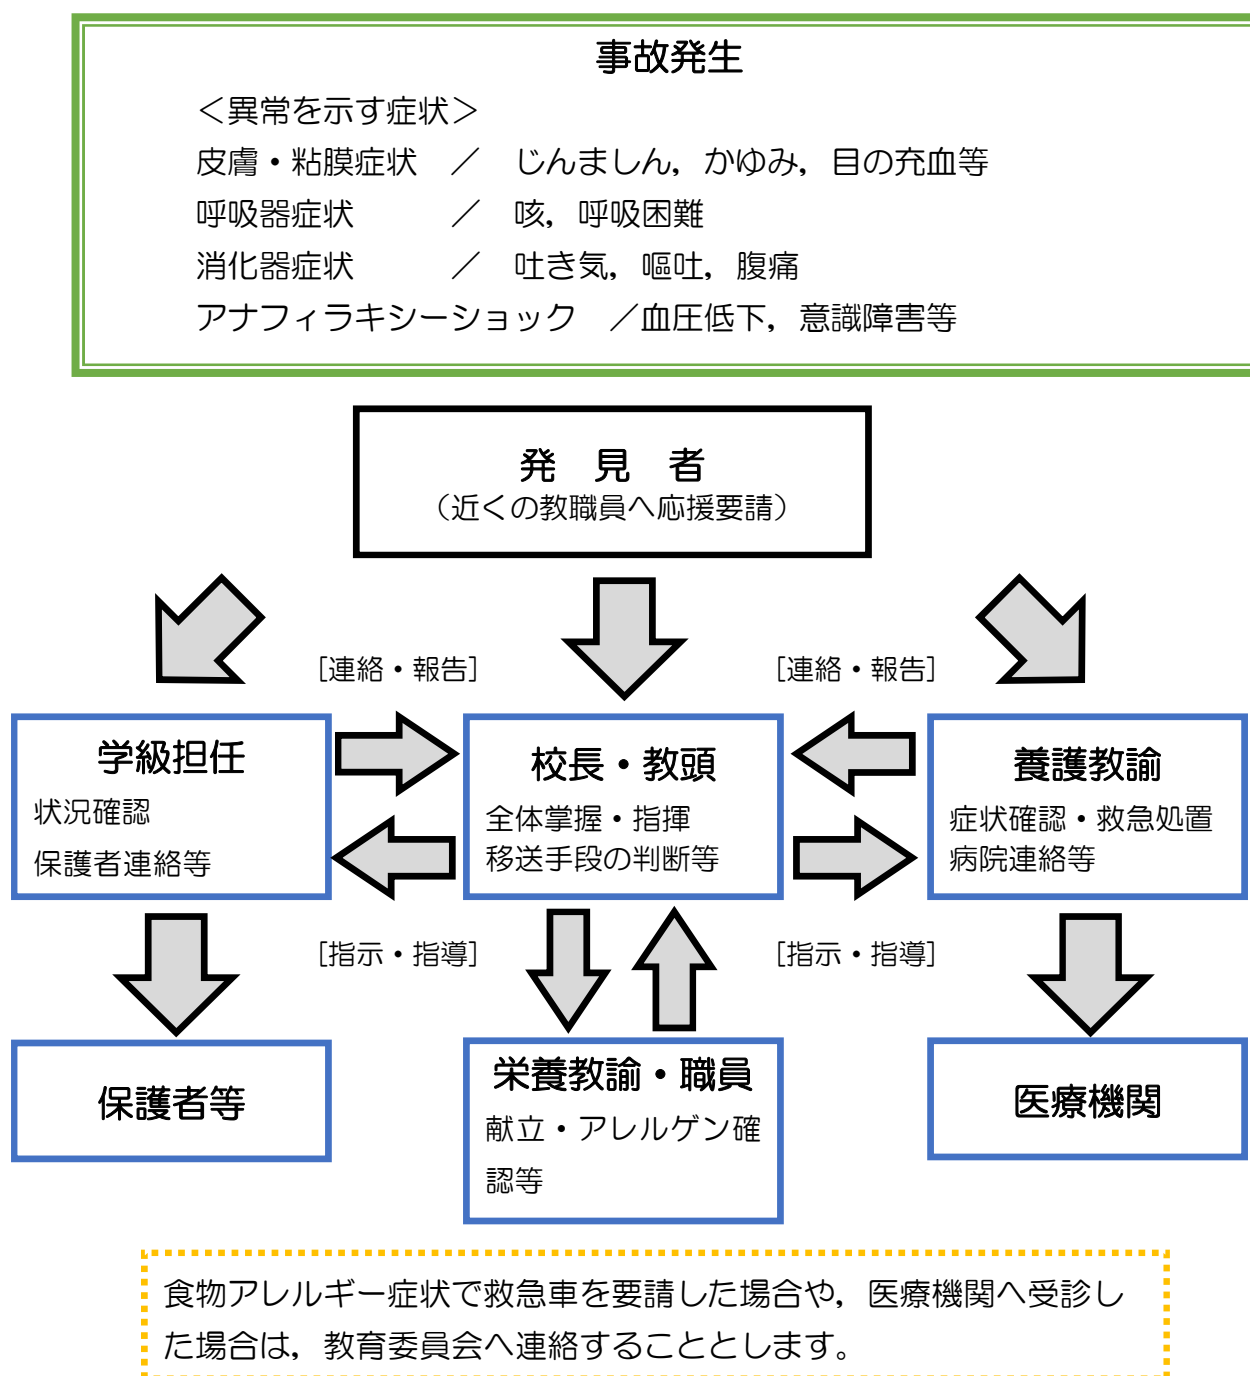 事故発生
＜異常を示す症状＞
皮膚・粘膜症状　／　じんましん，かゆみ，目の充血等
呼吸器症状　／　咳，呼吸困難
消化器症状　／　吐き気，嘔吐，腹痛
アナフィラキシーショック　／血圧低下，意識障害等
発　見　者
（近くの教職員へ応援要請）
[連絡・報告]
[連絡・報告]
学級担任
状況確認
保護者連絡等
校長・教頭
全体掌握・指揮
移送手段の判断等
養護教諭
症状確認・救急処置
病院連絡等
[指示・指導]
[指示・指導]
保護者等
栄養教諭・職員
献立・アレルゲン確
認等
医療機関
食物アレルギー症状で救急車を要請した場合や，医療機関へ受診し
た場合は，教育委員会へ連絡することとします。